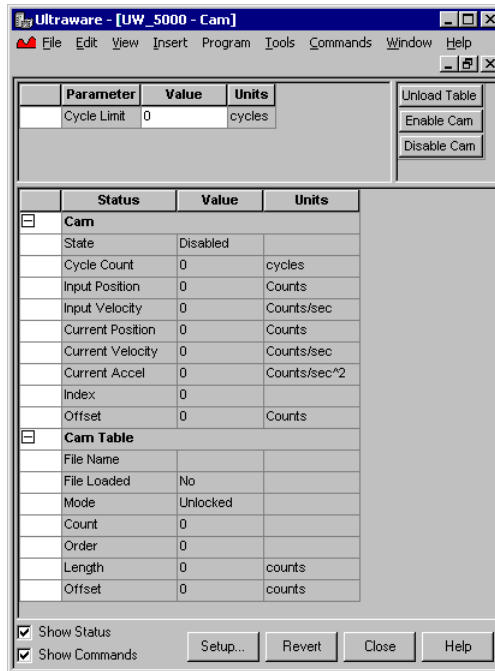 Ultraware - [UW_5000 - Cam]
File Edit View Insert Program Tools Commands Window Help
Parameter Value Units
Cycle Limit 0 cycles
Unload Table
Enable Cam
Disable Cam
Status Value Units
Cam
State Disabled
Cycle Count 0 cycles
Input Position 0 Counts
Input Velocity 0 Counts/sec
Current Position 0 Counts
Current Velocity 0 Counts/sec
Current Accel 0 Counts/sec^2
Index 0
Offset 0 Counts
Cam Table
File Name
File Loaded No
Mode Unlocked
Count 0
Order 0
Length 0 counts
Offset 0 counts
Show Status
Show Commands
Setup... Revert Close Help